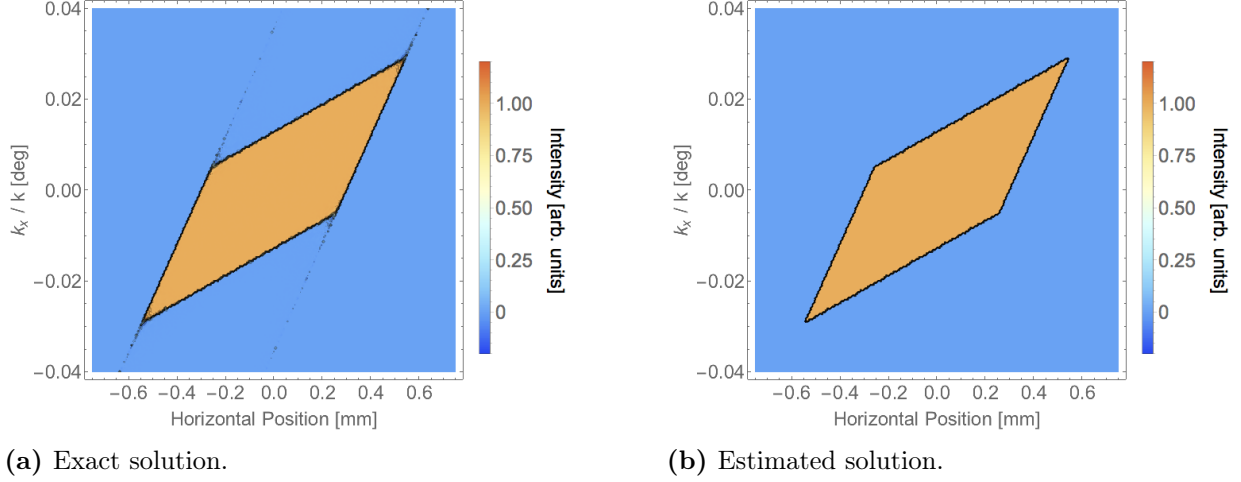 0.04
0.02
0.00
−0.02
−0.04
k_x / k [deg]
−0.6 −0.4 −0.2 0.0 0.2 0.4 0.6
Horizontal Position [mm]
1.00
0.75
0.50
0.25
0
Intensity [arb. units]
(a) Exact solution.
0.04
0.02
0.00
−0.02
−0.04
k_x / k [deg]
−0.6 −0.4 −0.2 0.0 0.2 0.4 0.6
Horizontal Position [mm]
1.00
0.75
0.50
0.25
0
Intensity [arb. units]
(b) Estimated solution.